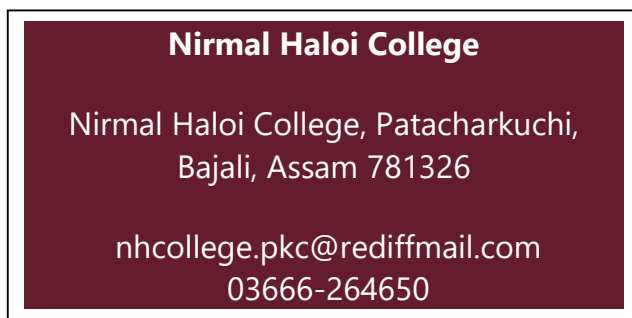 Nirmal Haloi College
Nirmal Haloi College, Patacharkuchi,
Bajali, Assam 781326
nhcollege.pkc@rediffmail.com
03666-264650